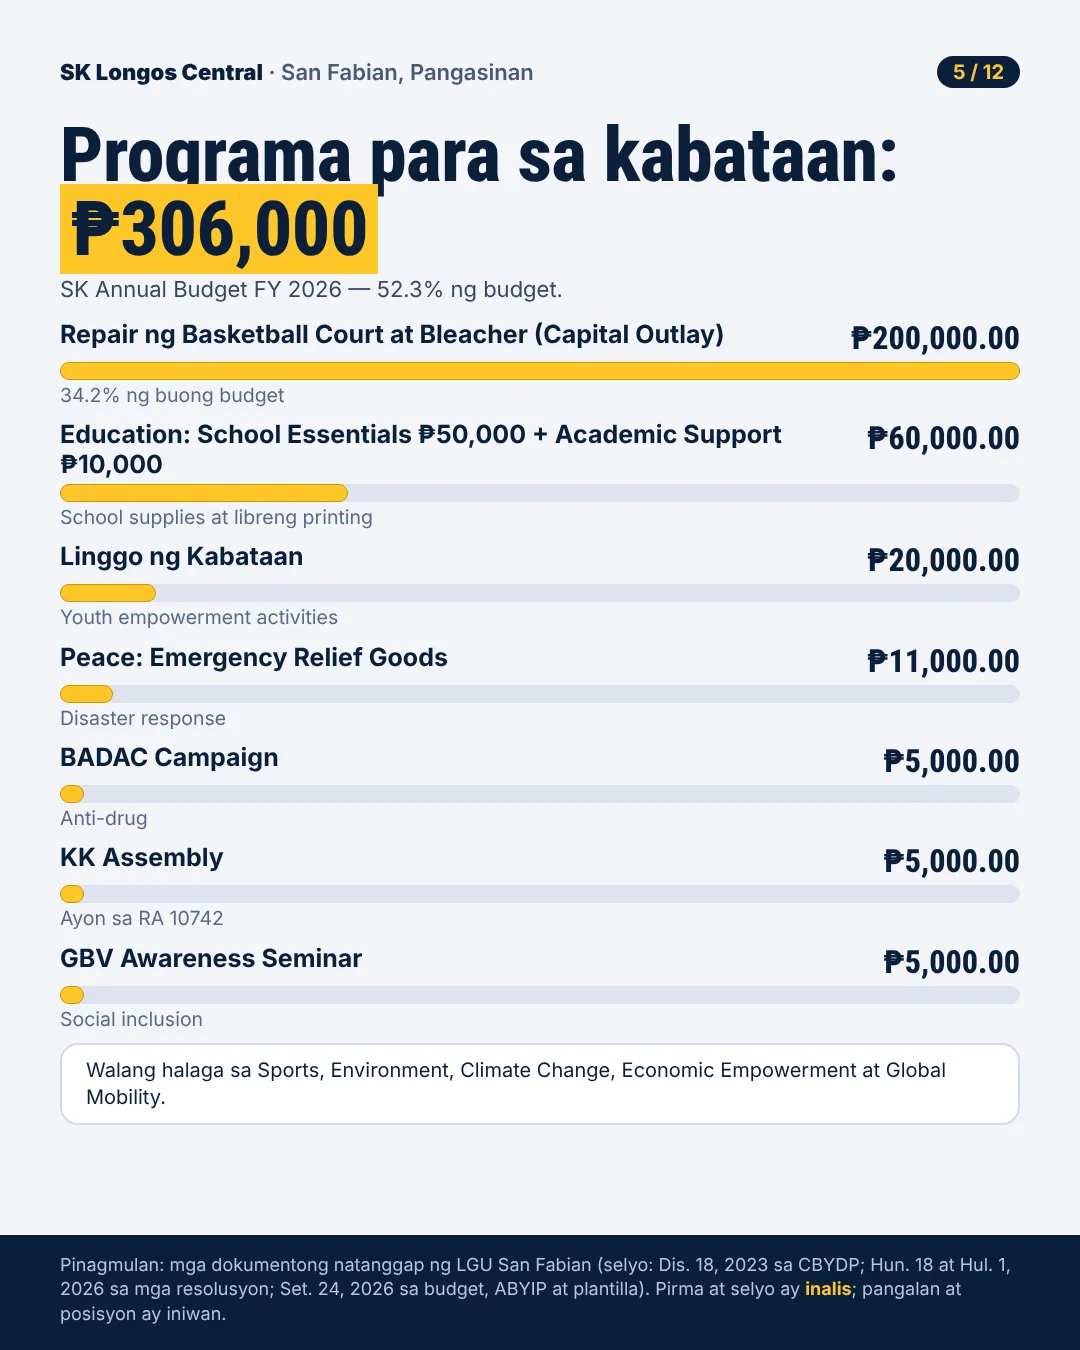 SK Longos Central · San Fabian, Pangasinan
5 / 12
Programa para sa kabataan:
₱306,000
SK Annual Budget FY 2026 — 52.3% ng budget.
Repair ng Basketball Court at Bleacher (Capital Outlay)
₱200,000.00
34.2% ng buong budget
Education: School Essentials ₱50,000 + Academic Support
₱10,000
₱60,000.00
School supplies at libreng printing
Linggo ng Kabataan
₱20,000.00
Youth empowerment activities
Peace: Emergency Relief Goods
₱11,000.00
Disaster response
BADAC Campaign
₱5,000.00
Anti-drug
KK Assembly
₱5,000.00
Ayon sa RA 10742
GBV Awareness Seminar
₱5,000.00
Social inclusion
Walang halaga sa Sports, Environment, Climate Change, Economic Empowerment at Global
Mobility.
Pinagmulan: mga dokumentong natanggap ng LGU San Fabian (selyo: Dis. 18, 2023 sa CBYDP; Hun. 18 at Hul. 1,
2026 sa mga resolusyon; Set. 24, 2026 sa budget, ABYIP at plantilla). Pirma at selyo ay inalis; pangalan at
posisyon ay iniwan.